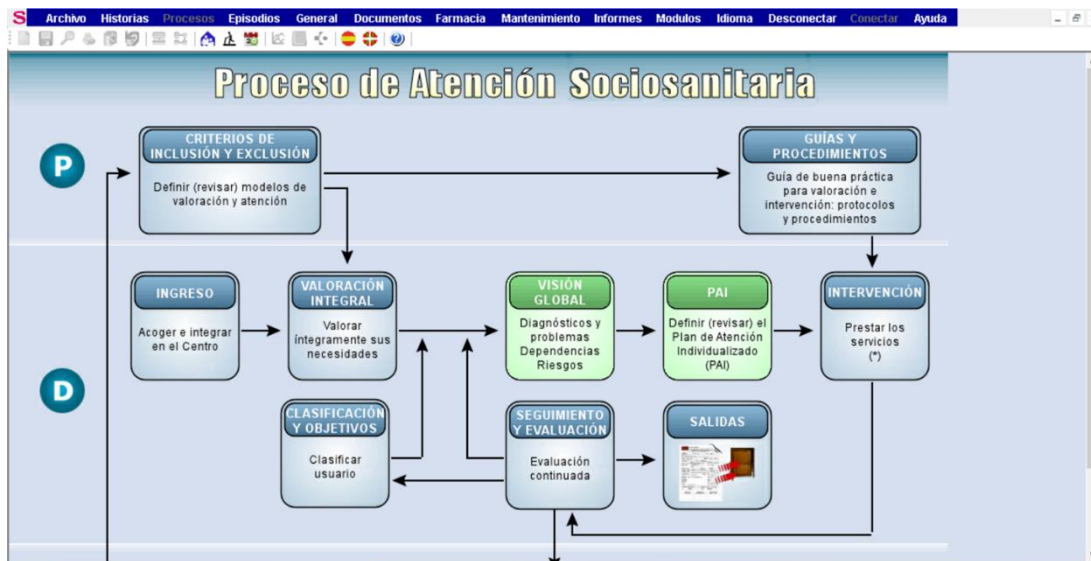 S Archivo Historias Procesos Episodios General Documentos Farmacia Mantenimiento Informes Modulos Idioma Desconectar Conectar Ayuda
Proceso de Atención Sociosanitaria
P
CRITERIOS DE
INCLUSIÓN Y EXCLUSIÓN
Definir (revisar) modelos de
valoración y atención
GUÍAS Y
PROCEDIMIENTOS
Guía de buena práctica
para valoración e
intervención: protocolos
y procedimientos
D
INGRESO
Acoger e integrar
en el Centro
VALORACIÓN
INTEGRAL
Valorar
íntegramente sus
necesidades
VISIÓN
GLOBAL
Diagnósticos y
problemas
Dependencias
Riesgos
PAI
Definir (revisar) el
Plan de Atención
Individualizado
(PAI)
INTERVENCIÓN
Prestar los
servicios
(*)
CLASIFICACIÓN
Y OBJETIVOS
Clasificar
usuario
SEGUIMIENTO
Y EVALUACIÓN
Evaluación
continuada
SALIDAS